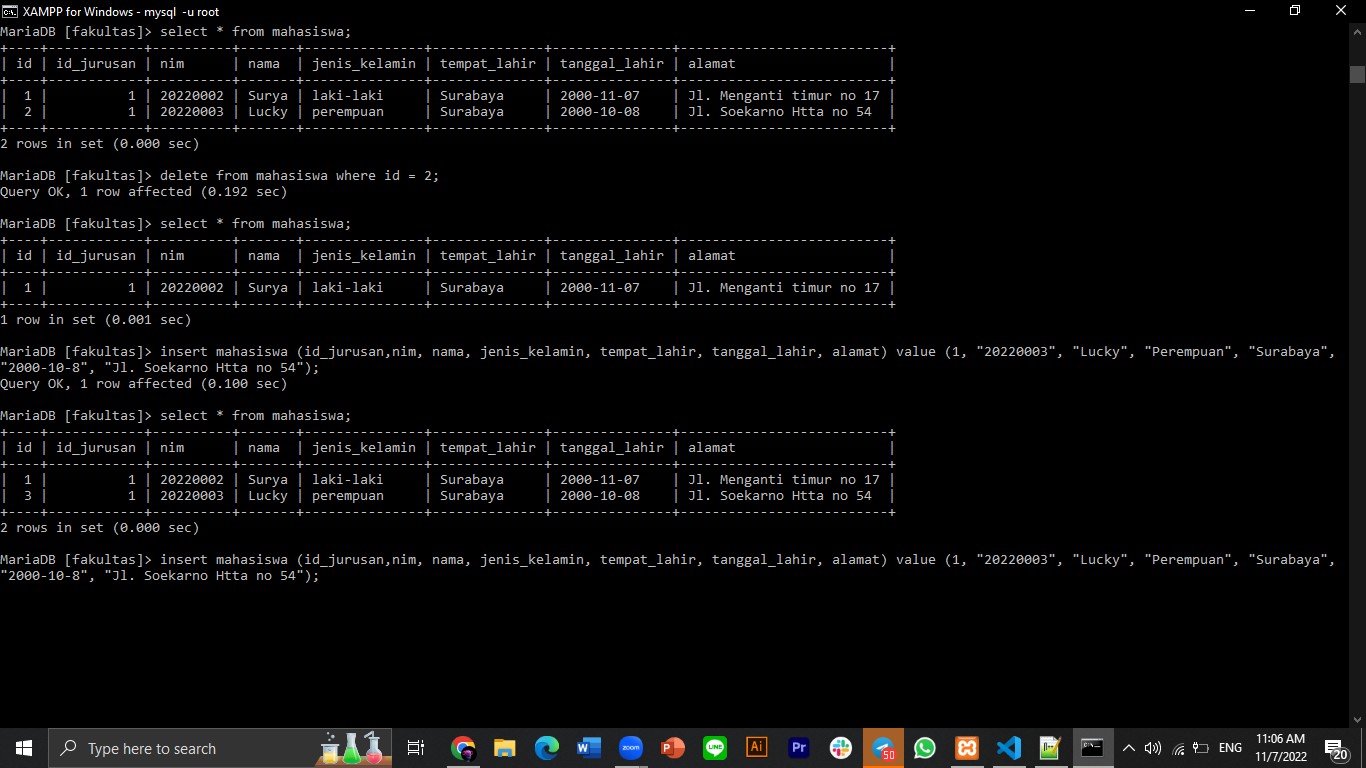 XAMPP for Windows - mysql  -u root
MariaDB [fakultas]> select * from mahasiswa;
+----+------------+----------+-------+---------------+--------------+---------------+--------------------------+
| id | id_jurusan | nim      | nama  | jenis_kelamin | tempat_lahir | tanggal_lahir | alamat                   |
+----+------------+----------+-------+---------------+--------------+---------------+--------------------------+
|  1 |          1 | 20220002 | Surya | laki-laki     | Surabaya     | 2000-11-07    | Jl. Menganti timur no 17 |
|  2 |          1 | 20220003 | Lucky | perempuan     | Surabaya     | 2000-10-08    | Jl. Soekarno Htta no 54  |
+----+------------+----------+-------+---------------+--------------+---------------+--------------------------+
2 rows in set (0.000 sec)
MariaDB [fakultas]> delete from mahasiswa where id = 2;
Query OK, 1 row affected (0.192 sec)
MariaDB [fakultas]> select * from mahasiswa;
+----+------------+----------+-------+---------------+--------------+---------------+--------------------------+
| id | id_jurusan | nim      | nama  | jenis_kelamin | tempat_lahir | tanggal_lahir | alamat                   |
+----+------------+----------+-------+---------------+--------------+---------------+--------------------------+
|  1 |          1 | 20220002 | Surya | laki-laki     | Surabaya     | 2000-11-07    | Jl. Menganti timur no 17 |
+----+------------+----------+-------+---------------+--------------+---------------+--------------------------+
1 row in set (0.001 sec)
MariaDB [fakultas]> insert mahasiswa (id_jurusan,nim, nama, jenis_kelamin, tempat_lahir, tanggal_lahir, alamat) value (1, "20220003", "Lucky", "Perempuan", "Surabaya",
"2000-10-8", "Jl. Soekarno Htta no 54");
Query OK, 1 row affected (0.100 sec)
MariaDB [fakultas]> select * from mahasiswa;
+----+------------+----------+-------+---------------+--------------+---------------+--------------------------+
| id | id_jurusan | nim      | nama  | jenis_kelamin | tempat_lahir | tanggal_lahir | alamat                   |
+----+------------+----------+-------+---------------+--------------+---------------+--------------------------+
|  1 |          1 | 20220002 | Surya | laki-laki     | Surabaya     | 2000-11-07    | Jl. Menganti timur no 17 |
|  3 |          1 | 20220003 | Lucky | perempuan     | Surabaya     | 2000-10-08    | Jl. Soekarno Htta no 54  |
+----+------------+----------+-------+---------------+--------------+---------------+--------------------------+
2 rows in set (0.000 sec)
MariaDB [fakultas]> insert mahasiswa (id_jurusan,nim, nama, jenis_kelamin, tempat_lahir, tanggal_lahir, alamat) value (1, "20220003", "Lucky", "Perempuan", "Surabaya",
"2000-10-8", "Jl. Soekarno Htta no 54");
Type here to search
zoom
LINE
Ai
Pr
50
ENG
11:06 AM
11/7/2022
20